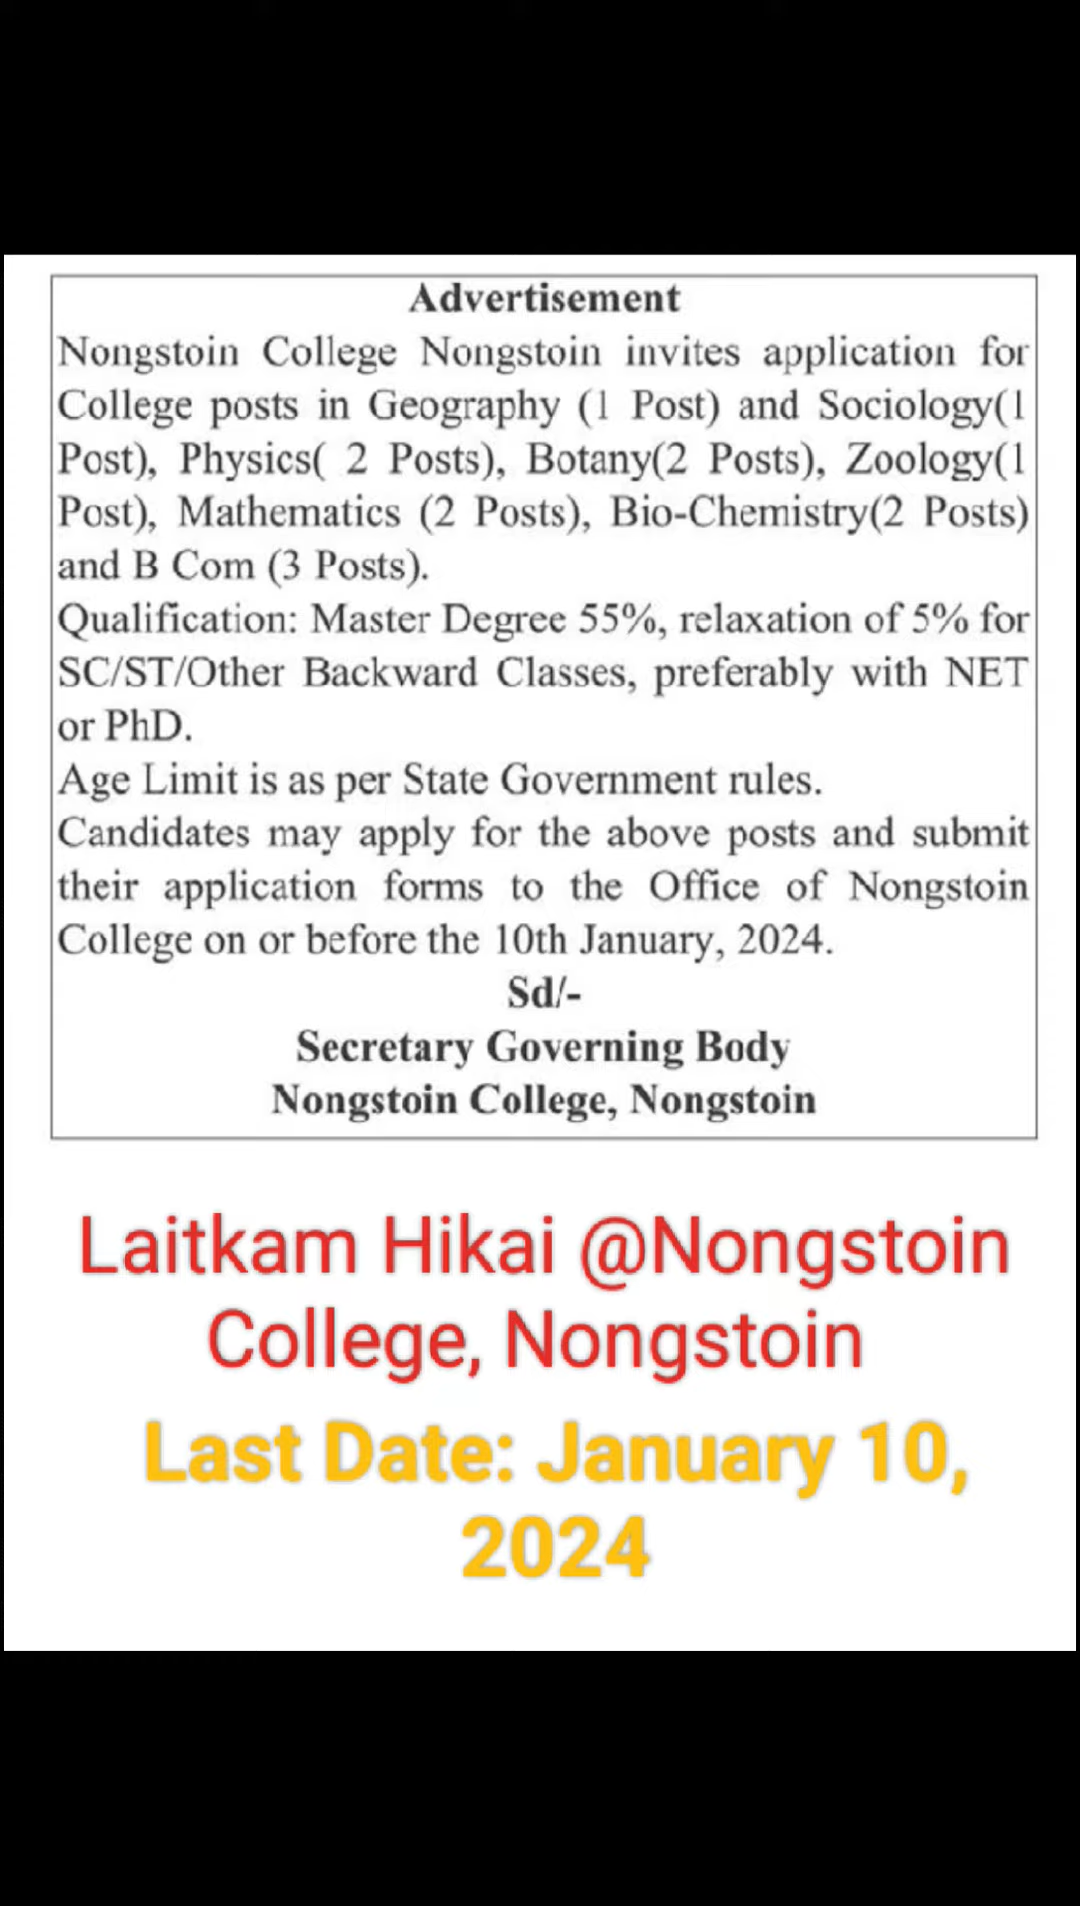 Advertisement
Nongstoin College Nongstoin invites application for
College posts in Geography (1 Post) and Sociology(1
Post), Physics( 2 Posts), Botany(2 Posts), Zoology(1
Post), Mathematics (2 Posts), Bio-Chemistry(2 Posts)
and B Com (3 Posts).
Qualification: Master Degree 55%, relaxation of 5% for
SC/ST/Other Backward Classes, preferably with NET
or PhD.
Age Limit is as per State Government rules.
Candidates may apply for the above posts and submit
their application forms to the Office of Nongstoin
College on or before the 10th January, 2024.
Sd/-
Secretary Governing Body
Nongstoin College, Nongstoin
Laitkam Hikai @Nongstoin
College, Nongstoin
Last Date: January 10,
2024